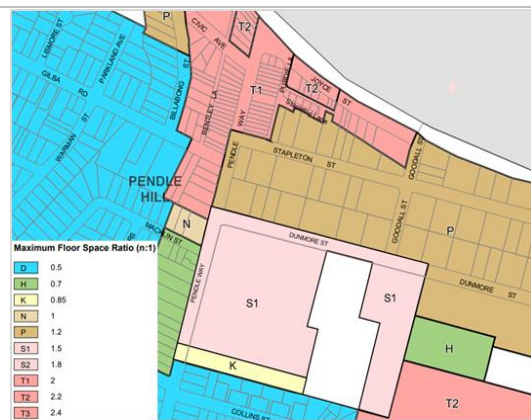 LISMORE ST
PARKLAND AVE
P
CIVIC AVE
T2
GILBA RD
BILLABONG ST
BENTLEY LA
T1
WAY
T2
JOYCE ST
WARMAN ST
PENDLE
STAPLETON ST
GOODALL ST
PENDLE HILL
GOODALL ST
P
N
MACKLIN ST
DUNMORE ST
PENDLE WAY
S1
S1
DUNMORE ST
H
K
T2
COLLINS ST
Maximum Floor Space Ratio (n:1)
D 0.5
H 0.7
K 0.85
N 1
P 1.2
S1 1.5
S2 1.8
T1 2
T2 2.2
T3 2.4